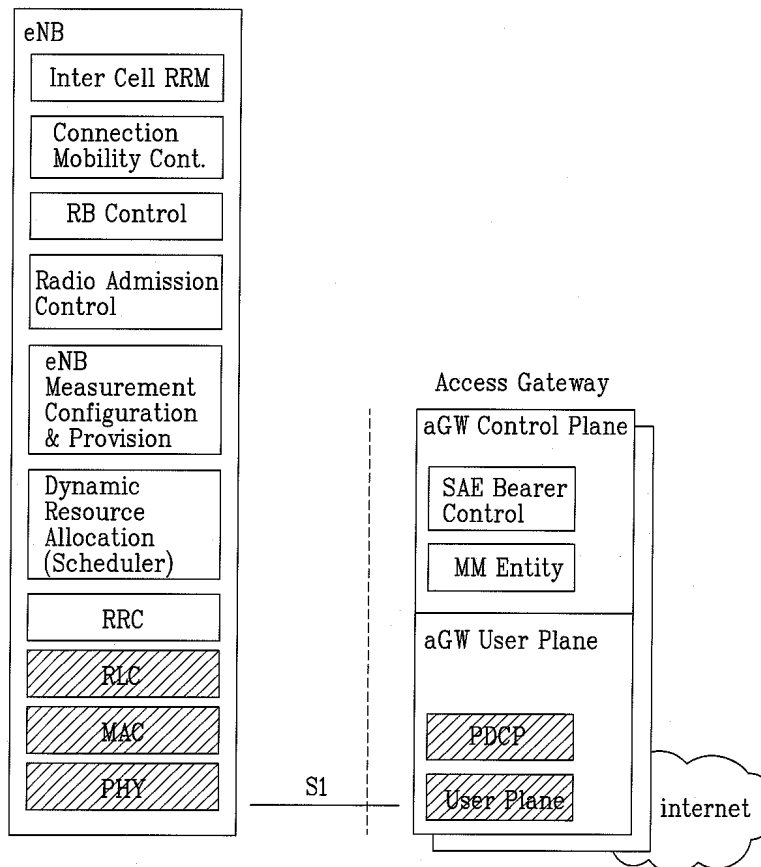 eNB
Inter Cell RRM
Connection
Mobility Cont.
RB Control
Radio Admission
Control
eNB
Measurement
Configuration
& Provision
Dynamic
Resource
Allocation
(Scheduler)
RRC
RLC
MAC
PHY
S1
Access Gateway
aGW Control Plane
SAE Bearer
Control
MM Entity
aGW User Plane
PDCP
User Plane
internet